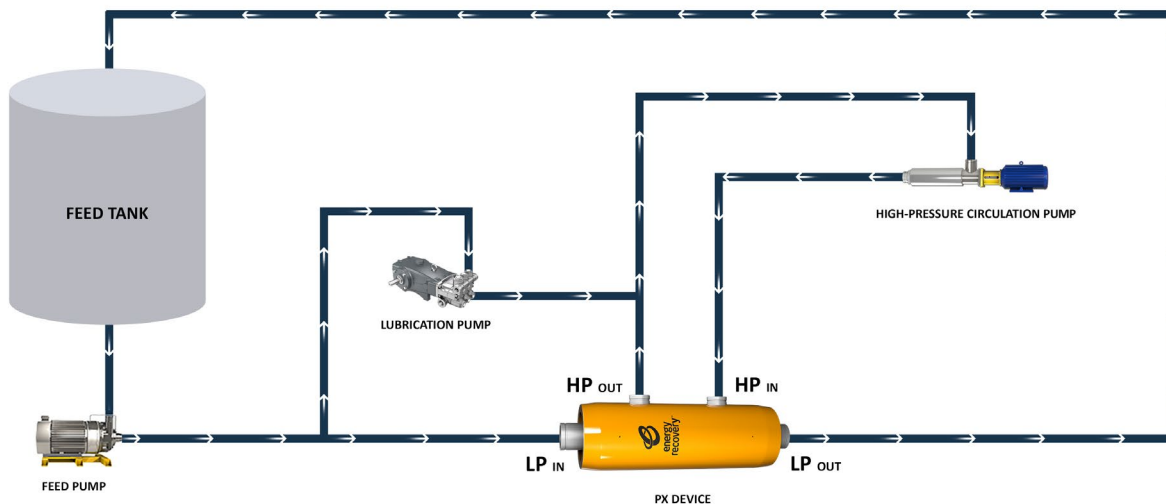 FEED TANK
HIGH-PRESSURE CIRCULATION PUMP
LUBRICATION PUMP
HP OUT
HP IN
energy
recovery
LP IN
LP OUT
FEED PUMP
PX DEVICE